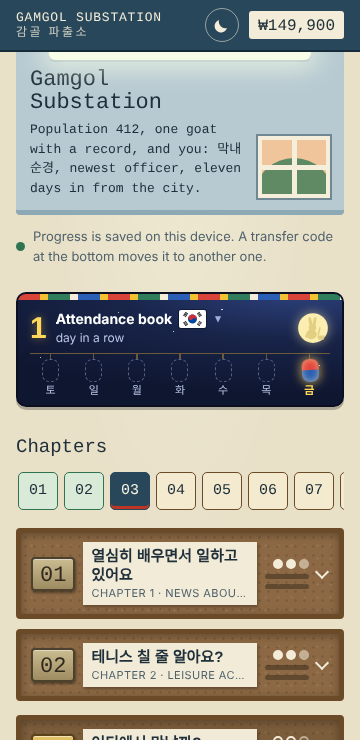 GAMGOL SUBSTATION
감골 파출소
₩149,900
Gamgol
Substation
Population 412, one goat
with a record, and you: 막내
순경, newest officer, eleven
days in from the city.
Progress is saved on this device. A transfer code
at the bottom moves it to another one.
1 Attendance book
day in a row
토 일 월 화 수 목 금
Chapters
01 02 03 04 05 06 07
01
열심히 배우면서 일하고
있어요
CHAPTER 1 · NEWS ABOU…
02
테니스 칠 줄 알아요?
CHAPTER 2 · LEISURE AC…